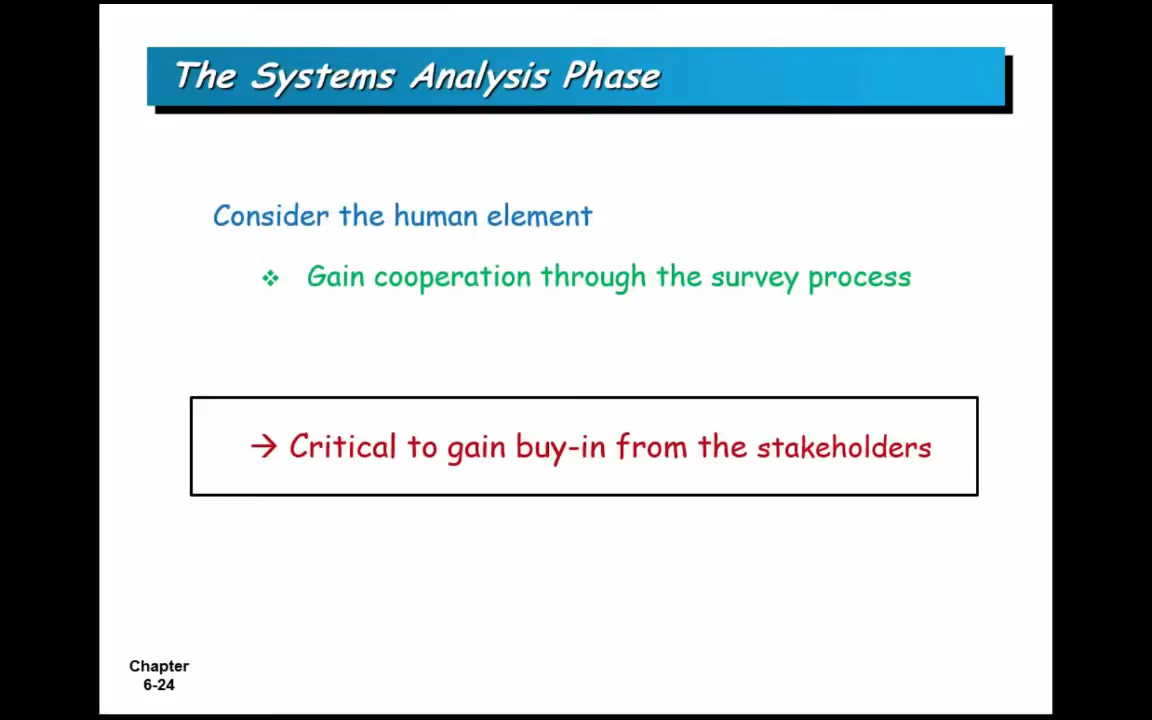 The Systems Analysis Phase
Consider the human element
❖ Gain cooperation through the survey process
→ Critical to gain buy-in from the stakeholders
Chapter
6-24